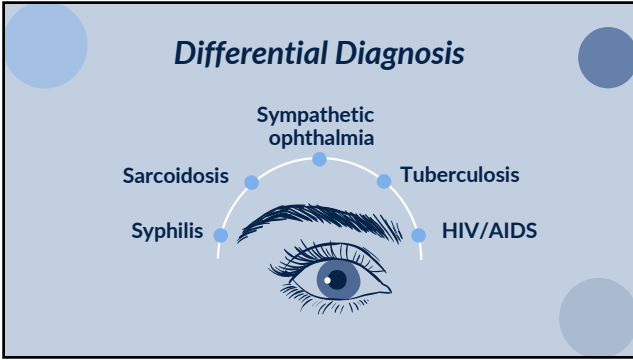 Differential Diagnosis
Sympathetic
ophthalmia
Sarcoidosis
Tuberculosis
Syphilis
HIV/AIDS